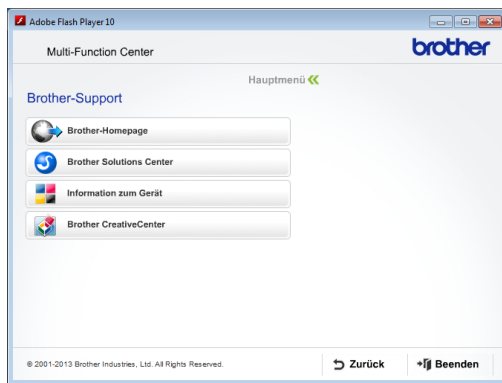 Adobe Flash Player 10
Multi-Function Center
brother
Hauptmenü
Brother-Support
Brother-Homepage
Brother Solutions Center
Information zum Gerät
Brother CreativeCenter
© 2001-2013 Brother Industries, Ltd. All Rights Reserved.
Zurück
Beenden